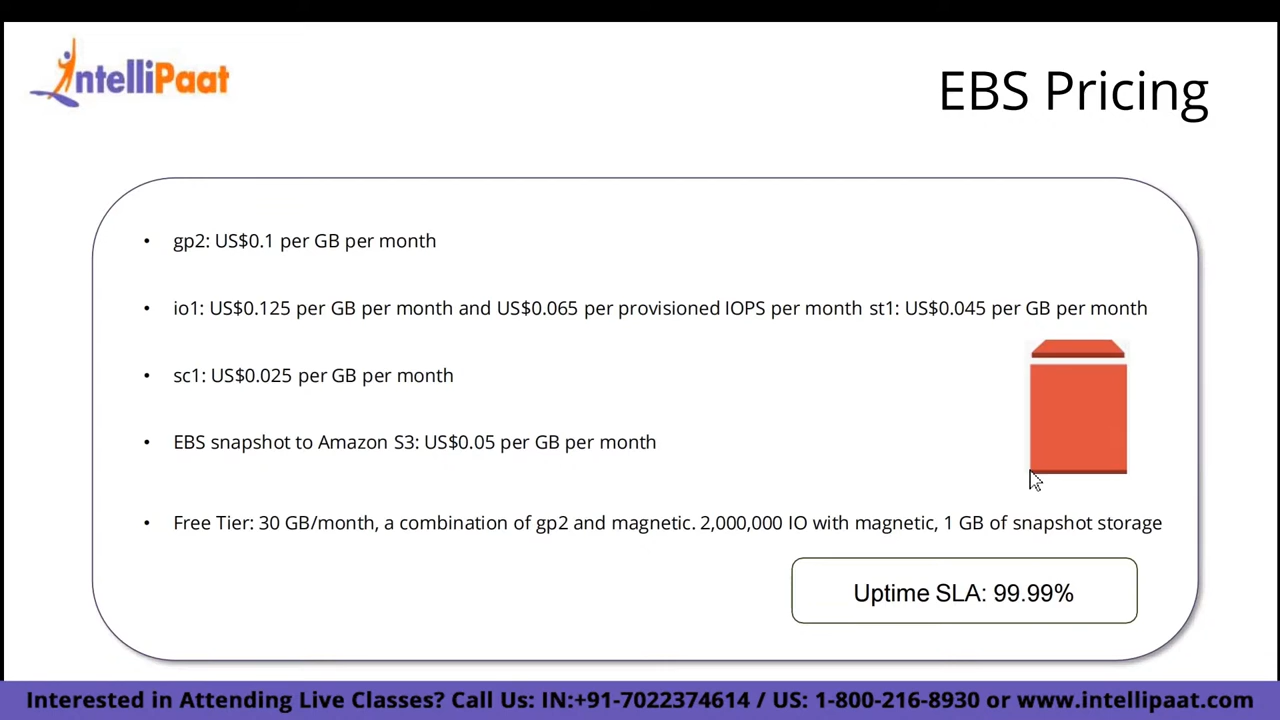 IntelliPaat
EBS Pricing
• gp2: US$0.1 per GB per month
• io1: US$0.125 per GB per month and US$0.065 per provisioned IOPS per month st1: US$0.045 per GB per month
• sc1: US$0.025 per GB per month
• EBS snapshot to Amazon S3: US$0.05 per GB per month
• Free Tier: 30 GB/month, a combination of gp2 and magnetic. 2,000,000 IO with magnetic, 1 GB of snapshot storage
Uptime SLA: 99.99%
Interested in Attending Live Classes? Call Us: IN:+91-7022374614 / US: 1-800-216-8930 or www.intellipaat.com